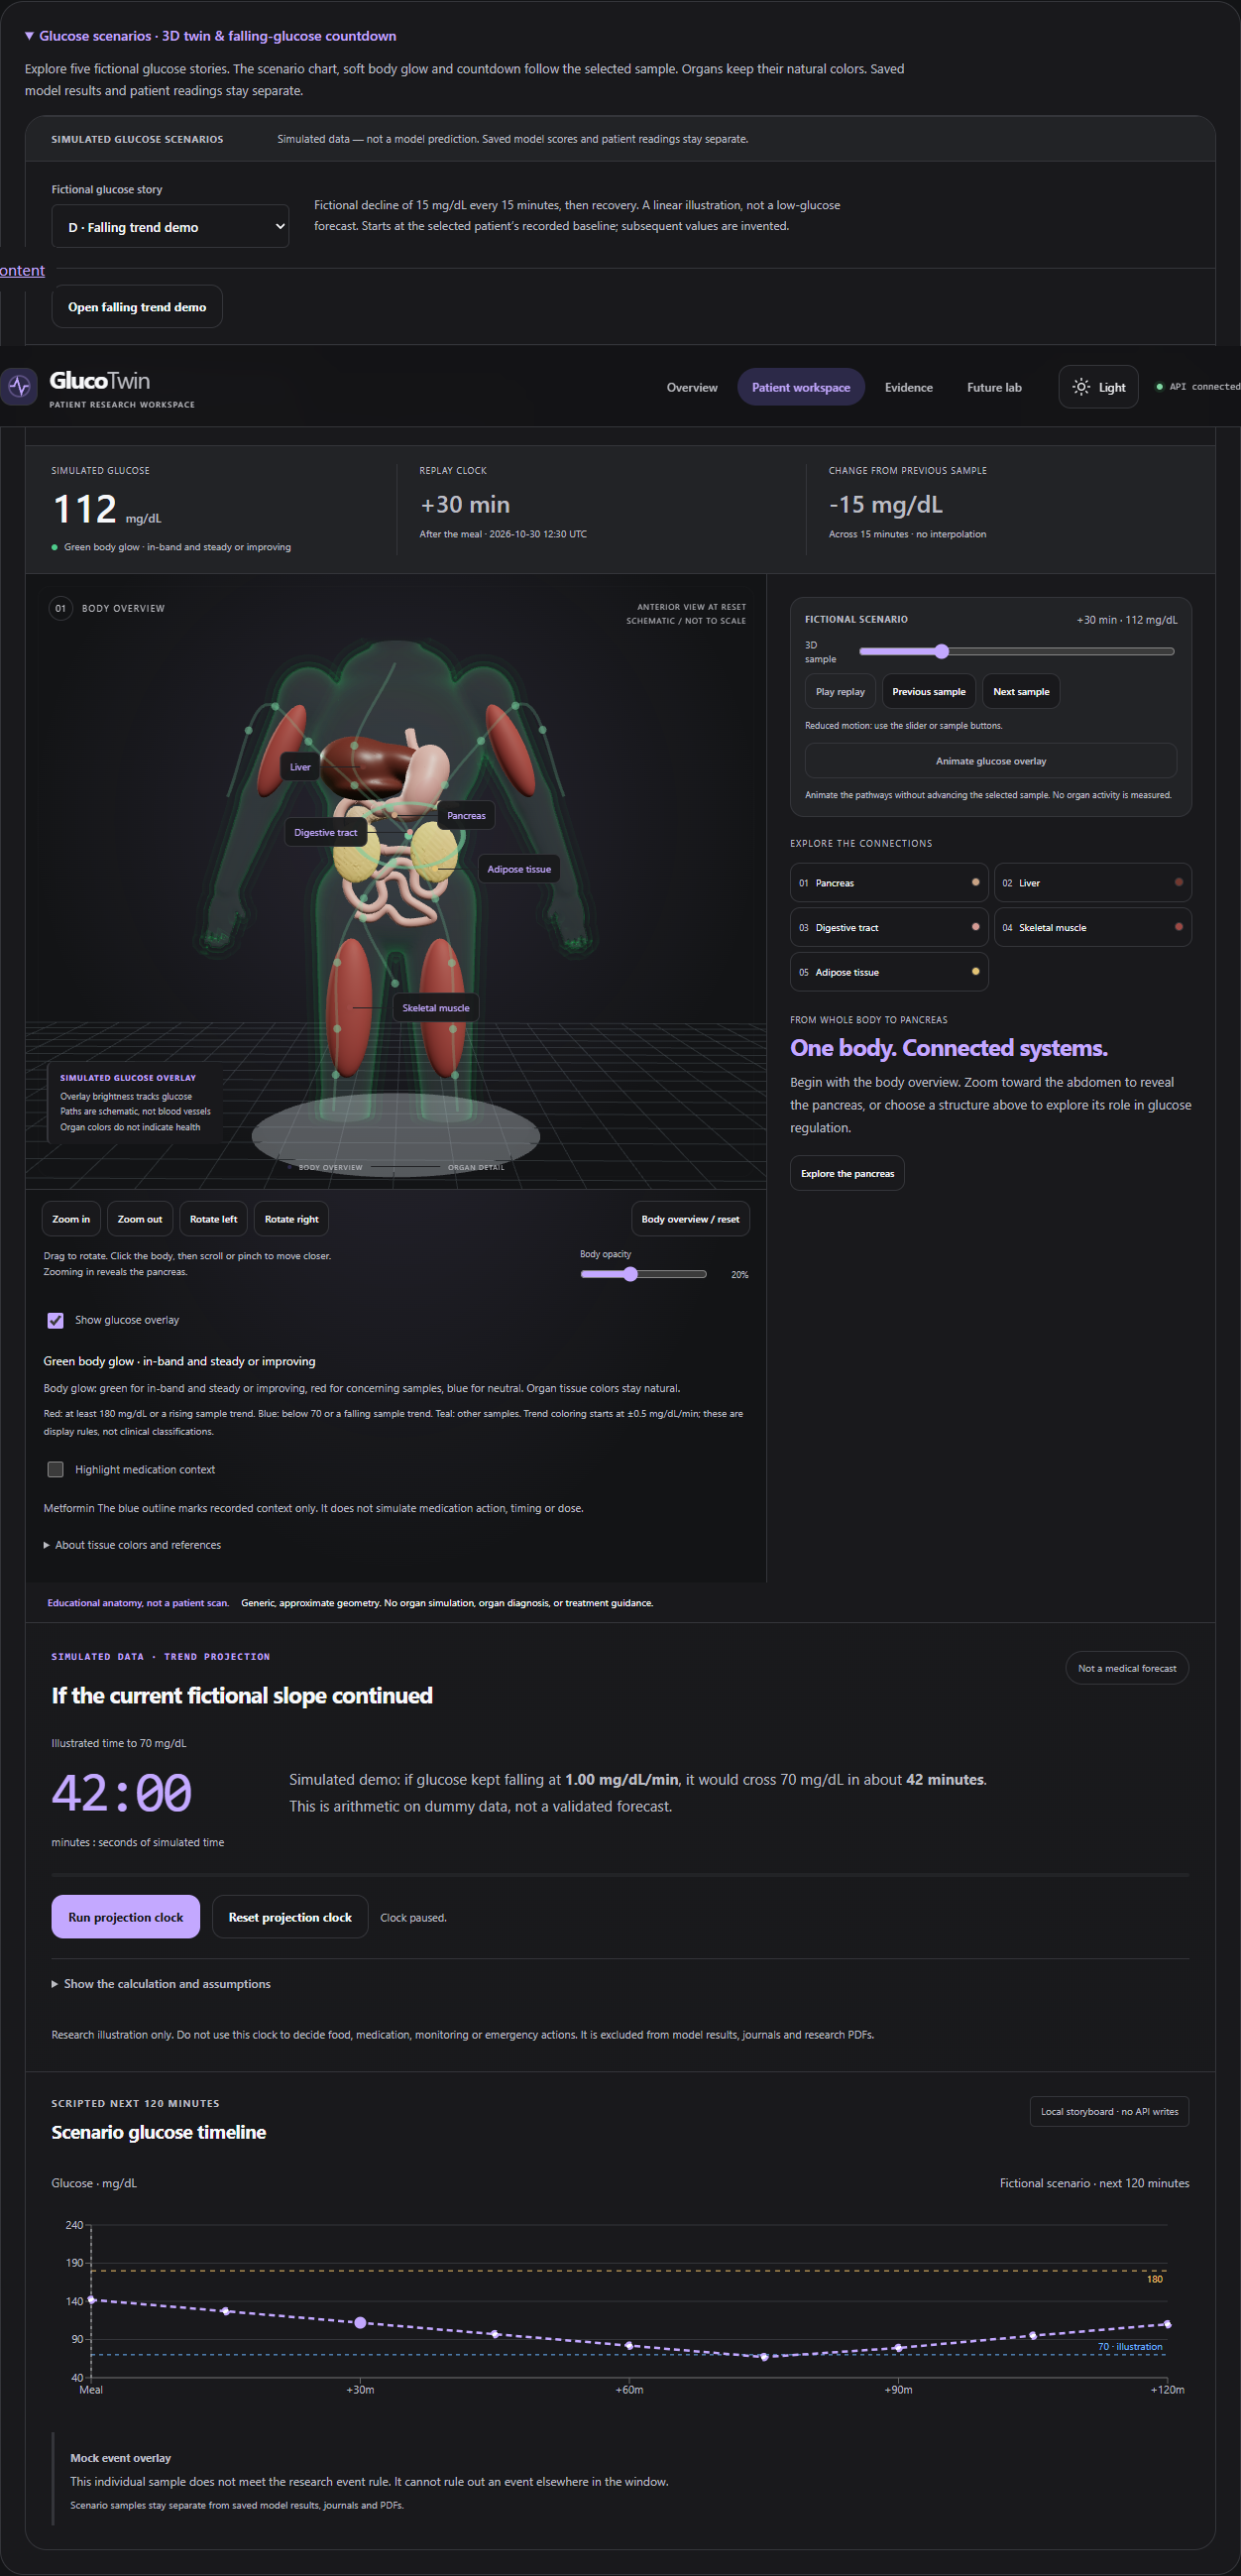 ▼ Glucose scenarios · 3D twin & falling-glucose countdown
Explore five fictional glucose stories. The scenario chart, soft body glow and countdown follow the selected sample. Organs keep their natural colors. Saved
model results and patient readings stay separate.
SIMULATED GLUCOSE SCENARIOS
Simulated data — not a model prediction. Saved model scores and patient readings stay separate.
Fictional glucose story
D · Falling trend demo
Fictional decline of 15 mg/dL every 15 minutes, then recovery. A linear illustration, not a low-glucose
forecast. Starts at the selected patient's recorded baseline; subsequent values are invented.
ontent
Open falling trend demo
GlucoTwin
PATIENT RESEARCH WORKSPACE
Overview
Patient workspace
Evidence
Future lab
Light
API connected
SIMULATED GLUCOSE
112 mg/dL
Green body glow · in-band and steady or improving
REPLAY CLOCK
+30 min
After the meal · 2026-10-30 12:30 UTC
CHANGE FROM PREVIOUS SAMPLE
-15 mg/dL
Across 15 minutes · no interpolation
01 BODY OVERVIEW
ANTERIOR VIEW AT RESET
SCHEMATIC / NOT TO SCALE
Liver
Pancreas
Digestive tract
Adipose tissue
Skeletal muscle
SIMULATED GLUCOSE OVERLAY
Overlay brightness tracks glucose
Paths are schematic, not blood vessels
Organ colors do not indicate health
BODY OVERVIEW
ORGAN DETAIL
FICTIONAL SCENARIO
+30 min · 112 mg/dL
3D
sample
Play replay
Previous sample
Next sample
Reduced motion: use the slider or sample buttons.
Animate glucose overlay
Animate the pathways without advancing the selected sample. No organ activity is measured.
EXPLORE THE CONNECTIONS
01 Pancreas
02 Liver
03 Digestive tract
04 Skeletal muscle
05 Adipose tissue
FROM WHOLE BODY TO PANCREAS
One body. Connected systems.
Begin with the body overview. Zoom toward the abdomen to reveal
the pancreas, or choose a structure above to explore its role in glucose
regulation.
Explore the pancreas
Zoom in
Zoom out
Rotate left
Rotate right
Body overview / reset
Drag to rotate. Click the body, then scroll or pinch to move closer.
Zooming in reveals the pancreas.
Body opacity
20%
Show glucose overlay
Green body glow · in-band and steady or improving
Body glow: green for in-band and steady or improving, red for concerning samples, blue for neutral. Organ tissue colors stay natural.
Red: at least 180 mg/dL or a rising sample trend. Blue: below 70 or a falling sample trend. Teal: other samples. Trend coloring starts at ±0.5 mg/dL/min; these are
display rules, not clinical classifications.
Highlight medication context
Metformin The blue outline marks recorded context only. It does not simulate medication action, timing or dose.
▶ About tissue colors and references
Educational anatomy, not a patient scan. Generic, approximate geometry. No organ simulation, organ diagnosis, or treatment guidance.
SIMULATED DATA · TREND PROJECTION
If the current fictional slope continued
Not a medical forecast
Illustrated time to 70 mg/dL
42:00
minutes : seconds of simulated time
Simulated demo: if glucose kept falling at 1.00 mg/dL/min, it would cross 70 mg/dL in about 42 minutes.
This is arithmetic on dummy data, not a validated forecast.
Run projection clock
Reset projection clock
Clock paused.
▶ Show the calculation and assumptions
Research illustration only. Do not use this clock to decide food, medication, monitoring or emergency actions. It is excluded from model results, journals and research PDFs.
SCRIPTED NEXT 120 MINUTES
Scenario glucose timeline
Local storyboard · no API writes
Glucose · mg/dL
Fictional scenario · next 120 minutes
240
190
180
140
90
70 · illustration
40
Meal
+30m
+60m
+90m
+120m
Mock event overlay
This individual sample does not meet the research event rule. It cannot rule out an event elsewhere in the window.
Scenario samples stay separate from saved model results, journals and PDFs.